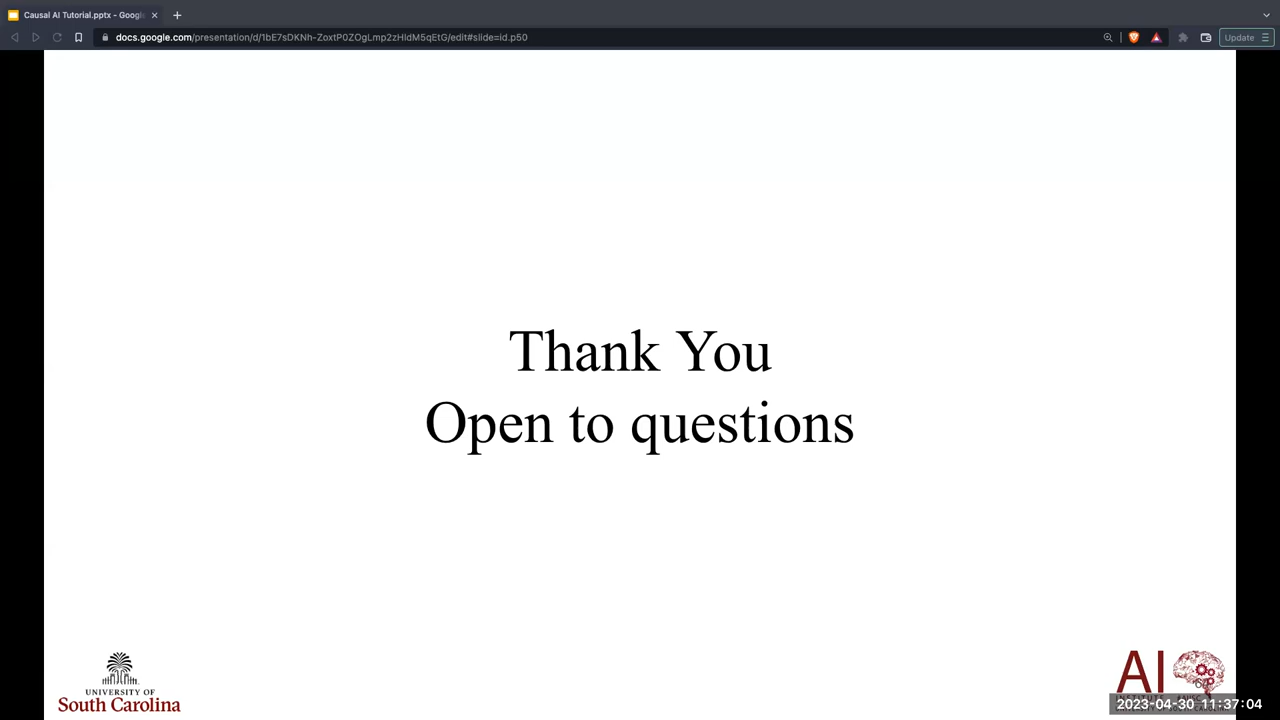 Causal AI Tutorial.pptx - Google
docs.google.com/presentation/d/1bE7sDKNh-ZoxtP0ZOgLmp2zHldM5qEtG/edit#slide=id.p50
Update
Thank You
Open to questions
UNIVERSITY OF
South Carolina
AI
2023-04-30 11:37:04